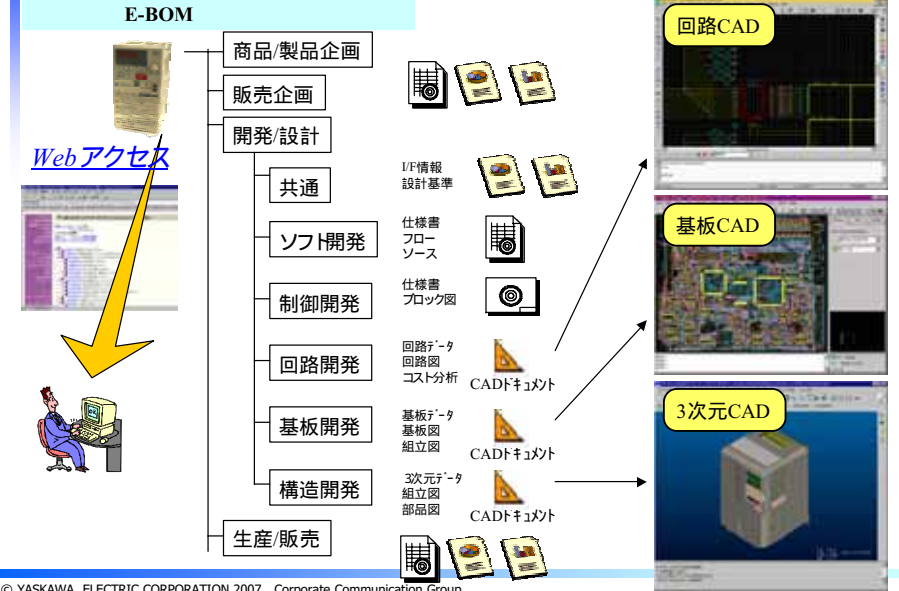 E-BOM
商品/製品企画
販売企画
開発/設計
Webアクセス
共通
I/F情報
設計基準
ソフト開発
仕様書
フロー
ソース
制御開発
仕様書
ブロック図
回路開発
回路データ
回路図
コスト分析
CADドキュメント
基板開発
基板データ
基板図
組立図
CADドキュメント
構造開発
3次元データ
組立図
部品図
CADドキュメント
生産/販売
回路CAD
基板CAD
3次元CAD
© YASKAWA ELECTRIC CORPORATION 2007 Corporate Communication Group